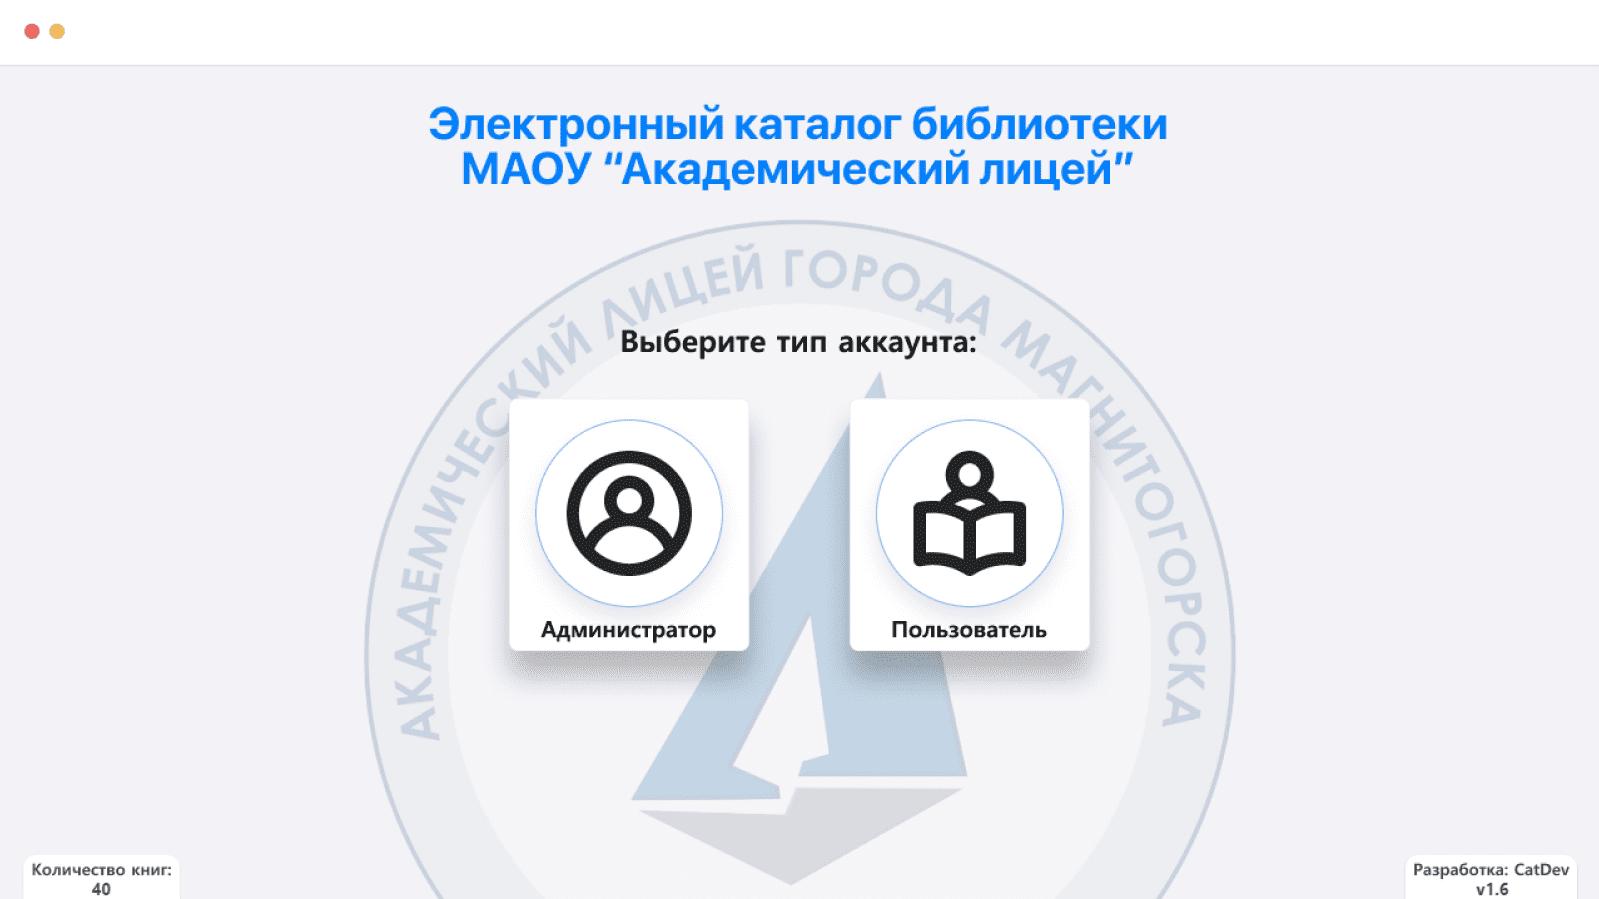 Электронный каталог библиотеки
МАОУ “Академический лицей”
АКАДЕМИЧЕСКИЙ ЛИЦЕЙ ГОРОДА МАГНИТОГОРСКА
Выберите тип аккаунта:
Администратор
Пользователь
Количество книг:
40
Разработка: CatDev
v1.6